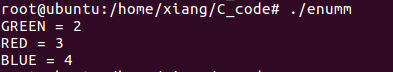 root@ubuntu:/home/xiang/C_code# ./enumm
GREEN = 2
RED = 3
BLUE = 4